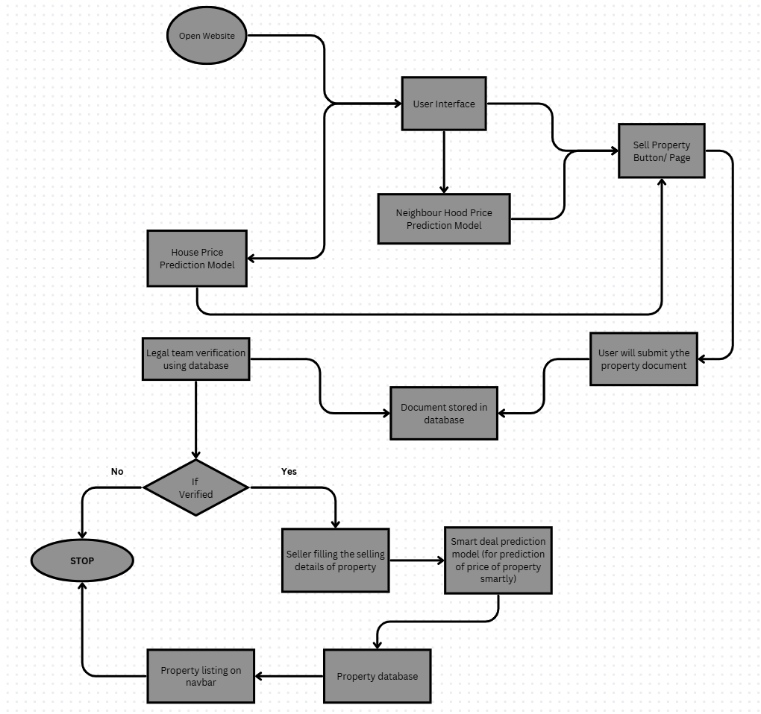 Open Website
User Interface
Sell Property
Button/ Page
Neighbour Hood Price
Prediction Model
House Price
Prediction Model
Legal team verification
using database
User will submit ythe
property document
Document stored in
database
No
If
Verified
Yes
STOP
Seller filling the selling
details of property
Smart deal prediction
model (for prediction
of price of property
smartly)
Property listing on
navbar
Property database